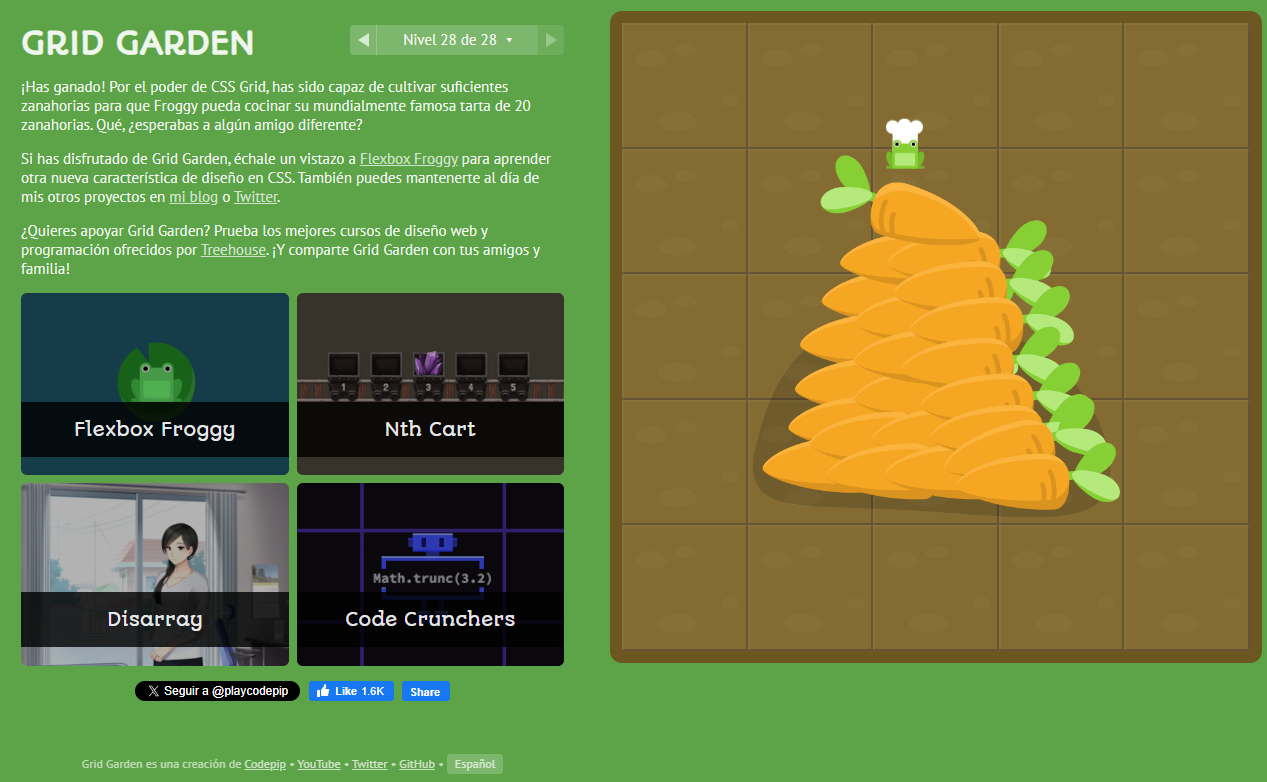 GRID GARDEN
Nivel 28 de 28
¡Has ganado! Por el poder de CSS Grid, has sido capaz de cultivar suficientes
zanahorias para que Froggy pueda cocinar su mundialmente famosa tarta de 20
zanahorias. Qué, ¿esperabas a algún amigo diferente?
Si has disfrutado de Grid Garden, échale un vistazo a Flexbox Froggy para aprender
otra nueva característica de diseño en CSS. También puedes mantenerte al día de
mis otros proyectos en mi blog o Twitter.
¿Quieres apoyar Grid Garden? Prueba los mejores cursos de diseño web y
programación ofrecidos por Treehouse. ¡Y comparte Grid Garden con tus amigos y
familia!
Flexbox Froggy
1 2 3 4 5
Nth Cart
Disarray
Math.trunc(3.2)
Code Crunchers
Seguir a @playcodepip
Like 1.6K
Share
Grid Garden es una creación de Codepip • YouTube • Twitter • GitHub • Español